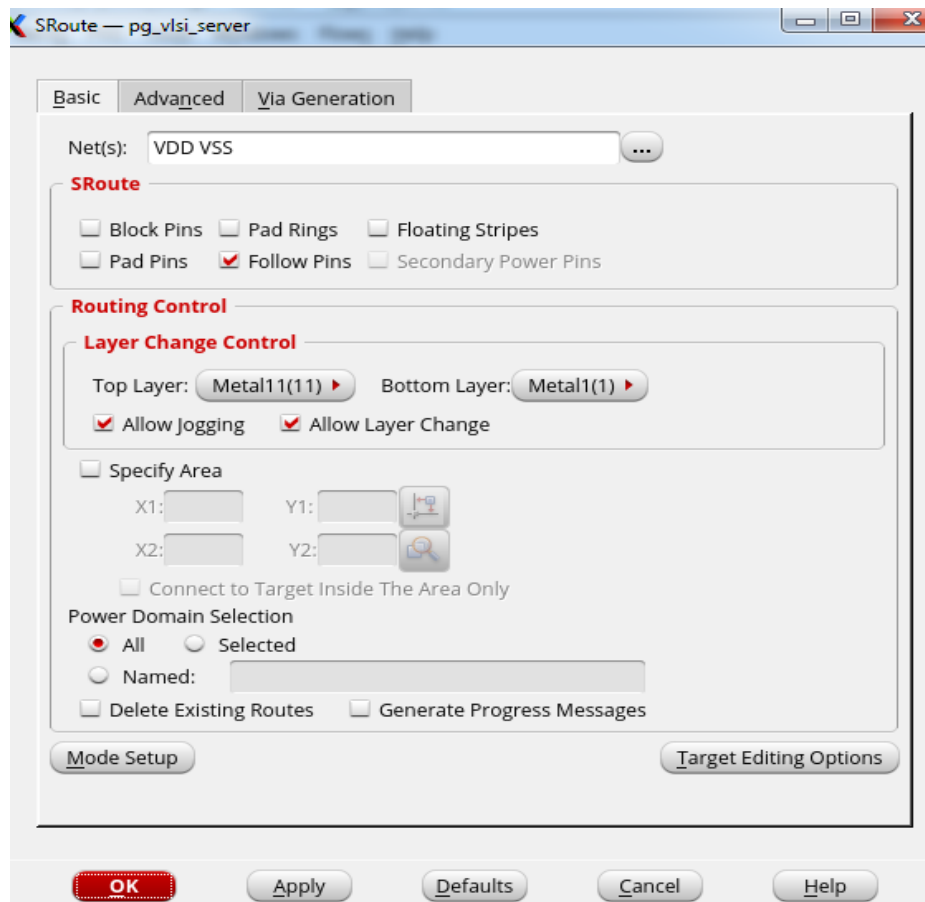 SRoute — pg_vlsi_server
Basic Advanced Via Generation
Net(s): VDD VSS ...
SRoute
Block Pins Pad Rings Floating Stripes
Pad Pins Follow Pins Secondary Power Pins
Routing Control
Layer Change Control
Top Layer: Metal11(11) Bottom Layer: Metal1(1)
Allow Jogging Allow Layer Change
Specify Area
X1: Y1:
X2: Y2:
Connect to Target Inside The Area Only
Power Domain Selection
All Selected
Named:
Delete Existing Routes Generate Progress Messages
Mode Setup Target Editing Options
OK Apply Defaults Cancel Help